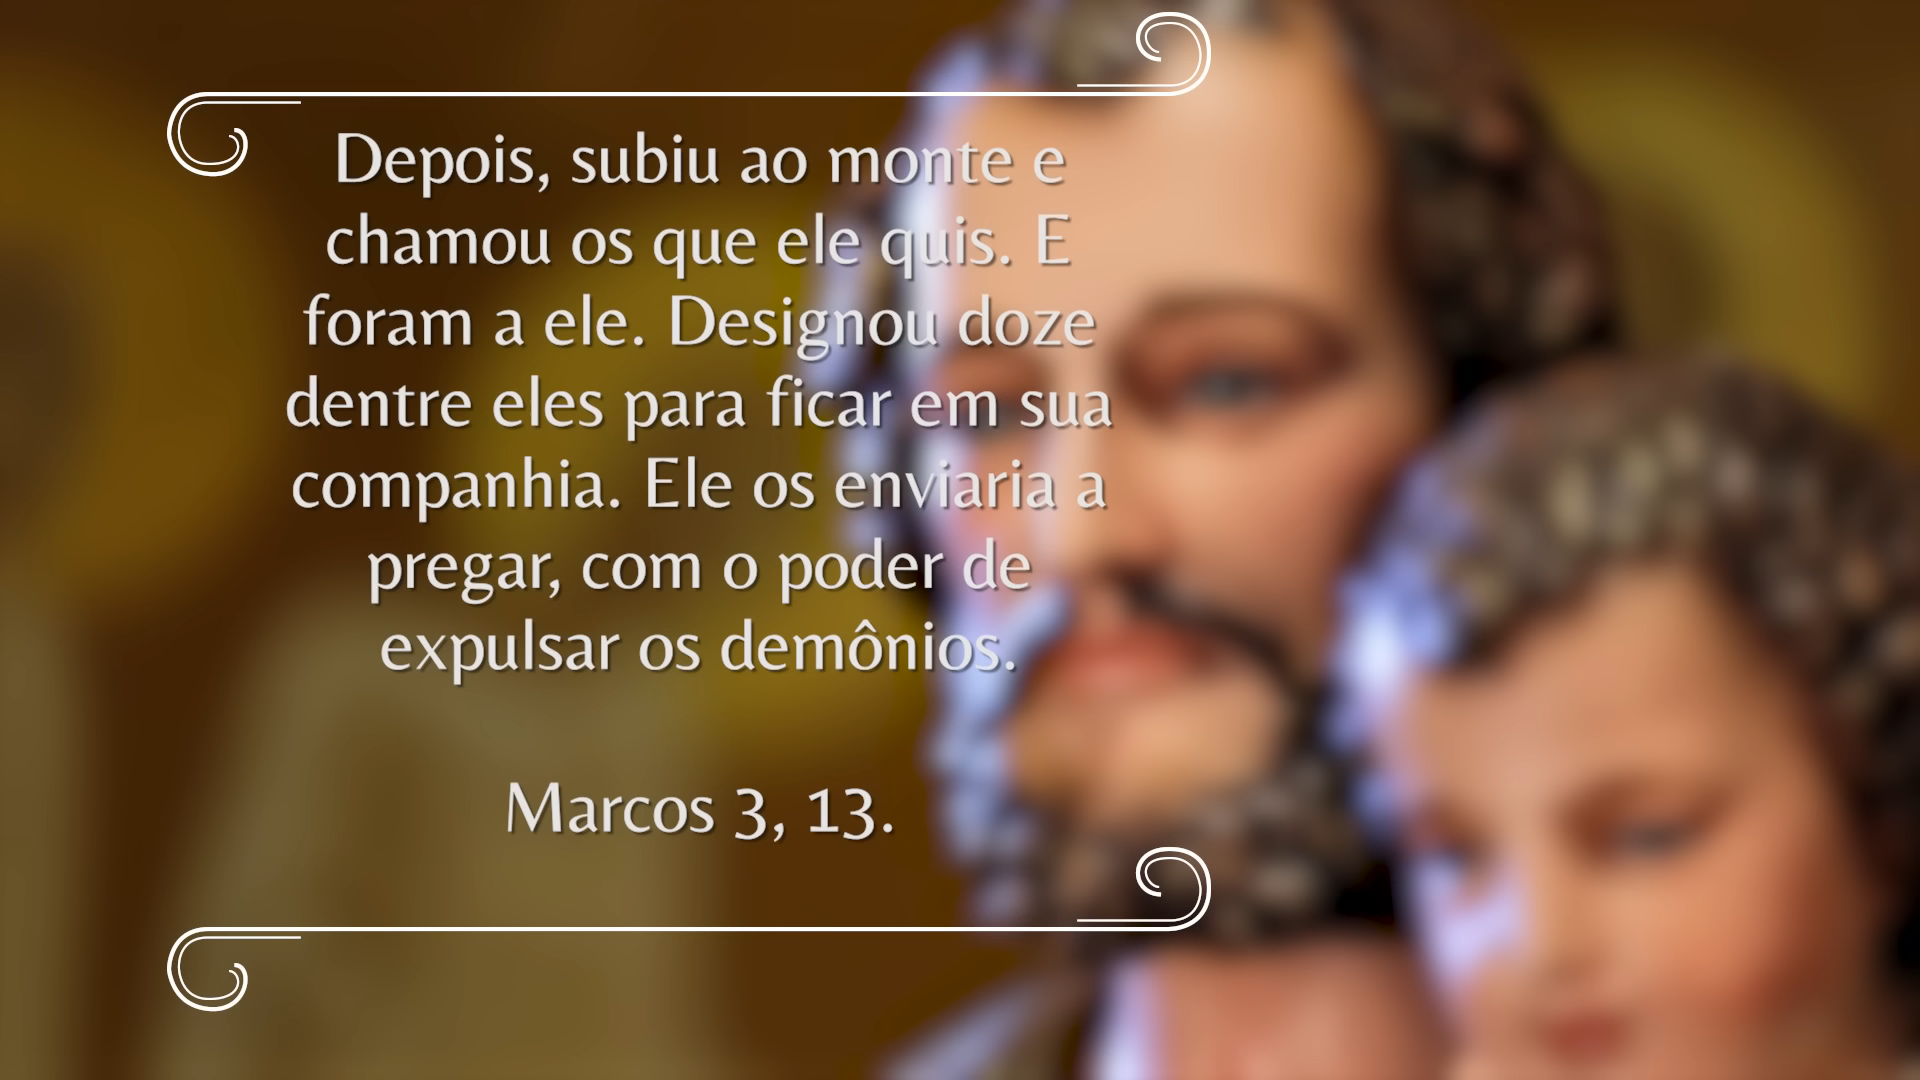 Depois, subiu ao monte e
chamou os que ele quis. E
foram a ele. Designou doze
dentre eles para ficar em sua
companhia. Ele os enviaria a
pregar, com o poder de
expulsar os demônios.
Marcos 3, 13.